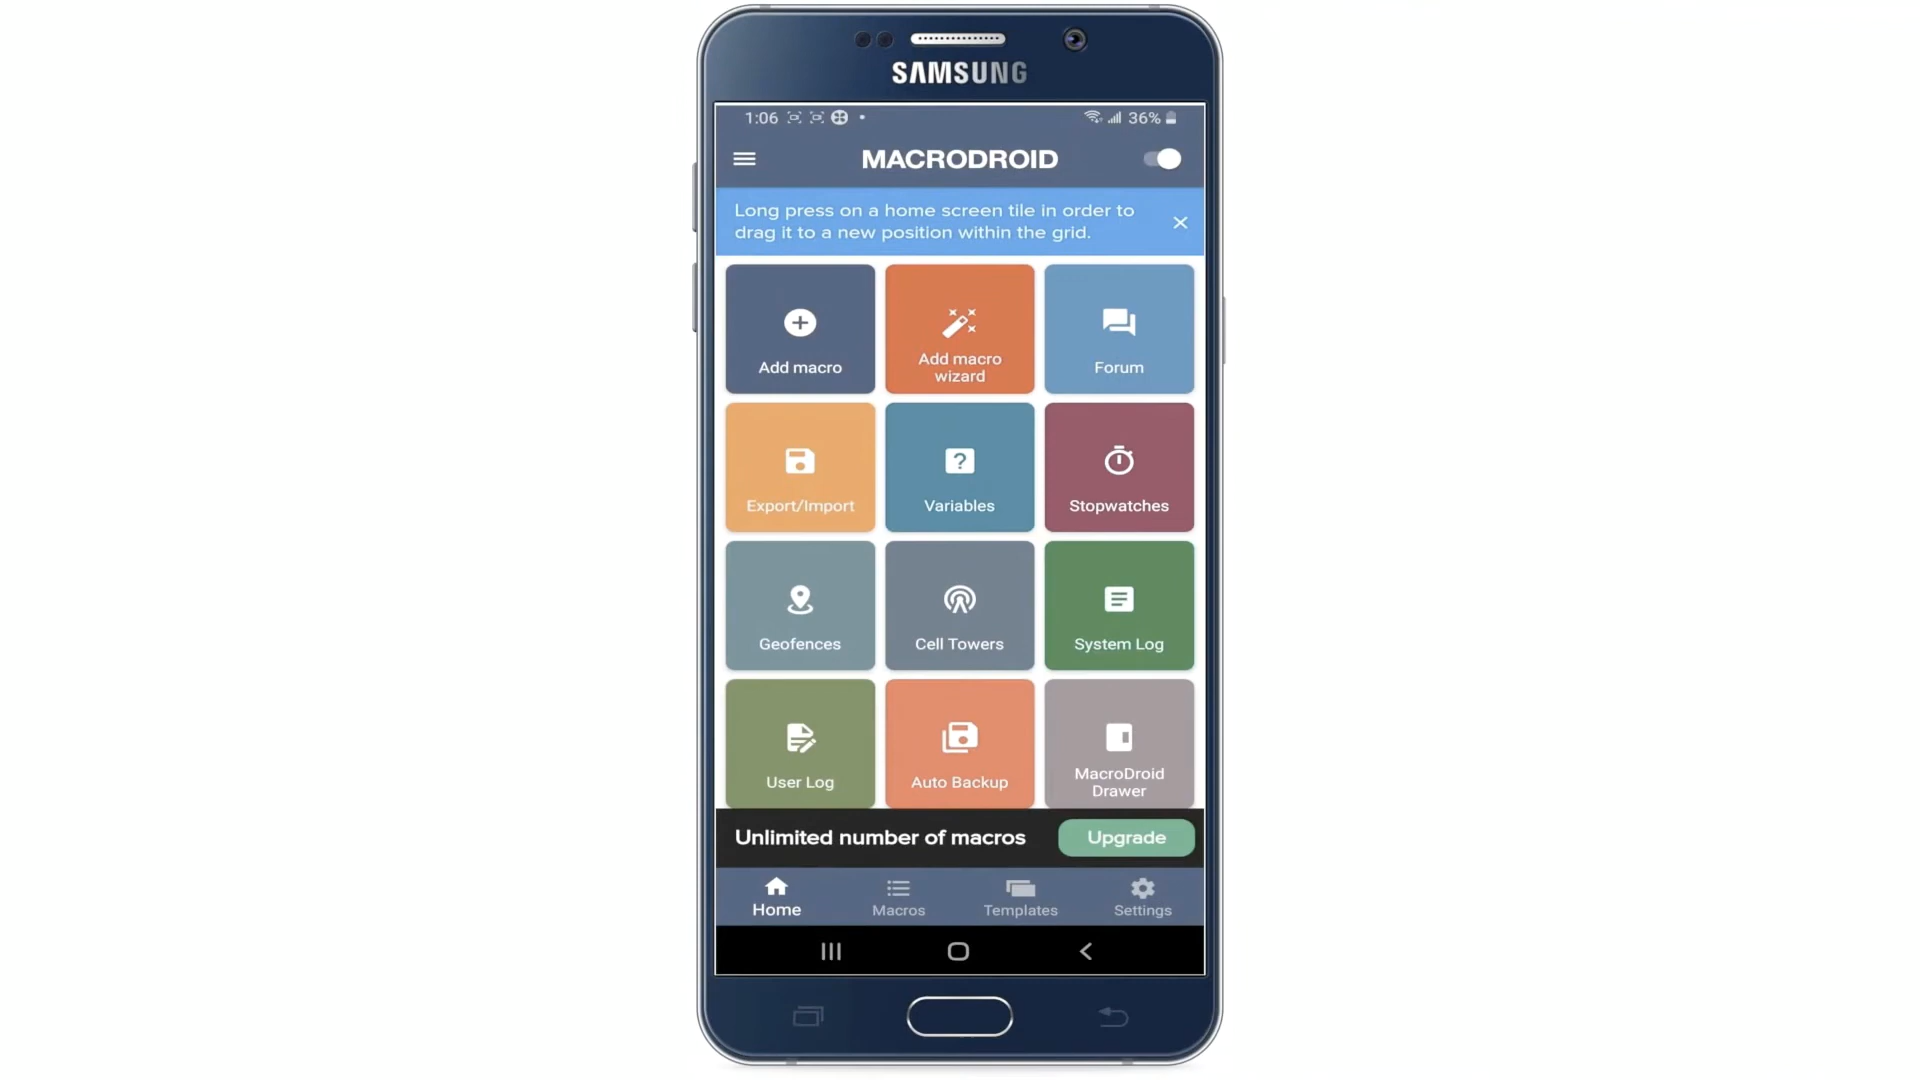 SAMSUNG
1:06
36%
MACRODROID
Long press on a home screen tile in order to
drag it to a new position within the grid.
Add macro
Add macro
wizard
Forum
Export/Import
Variables
Stopwatches
Geofences
Cell Towers
System Log
User Log
Auto Backup
MacroDroid
Drawer
Unlimited number of macros
Upgrade
Home
Macros
Templates
Settings